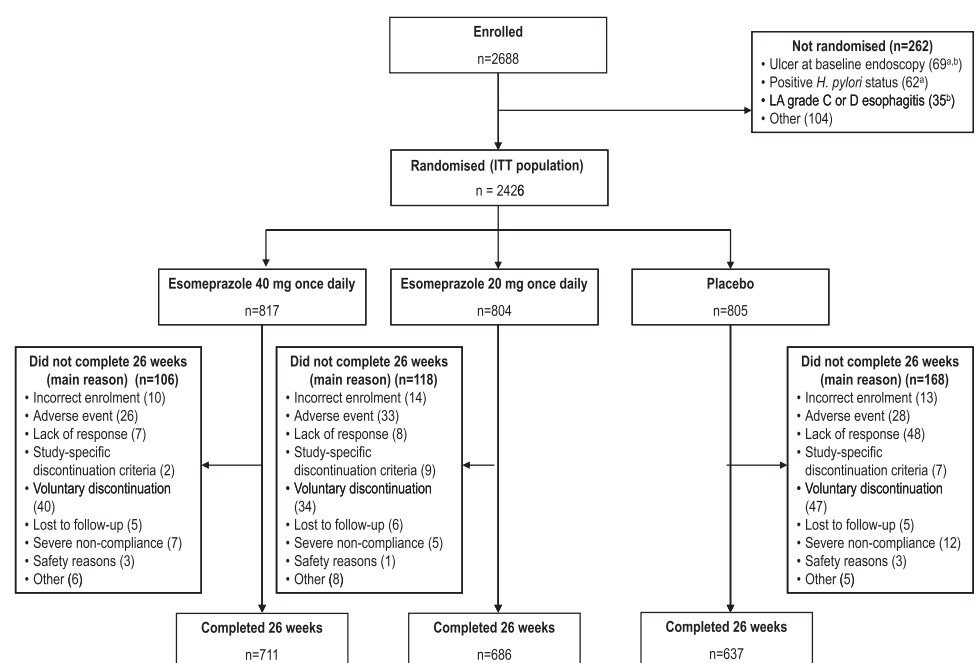 Enrolled
n=2688
Not randomised (n=262)
• Ulcer at baseline endoscopy (69a,b)
• Positive H. pylori status (62a)
• LA grade C or D esophagitis (35b)
• Other (104)
Randomised (ITT population)
n = 2426
Esomeprazole 40 mg once daily
n=817
Esomeprazole 20 mg once daily
n=804
Placebo
n=805
Did not complete 26 weeks
(main reason) (n=106)
• Incorrect enrolment (10)
• Adverse event (26)
• Lack of response (7)
• Study-specific
discontinuation criteria (2)
• Voluntary discontinuation
(40)
• Lost to follow-up (5)
• Severe non-compliance (7)
• Safety reasons (3)
• Other (6)
Did not complete 26 weeks
(main reason) (n=118)
• Incorrect enrolment (14)
• Adverse event (33)
• Lack of response (8)
• Study-specific
discontinuation criteria (9)
• Voluntary discontinuation
(34)
• Lost to follow-up (6)
• Severe non-compliance (5)
• Safety reasons (1)
• Other (8)
Did not complete 26 weeks
(main reason) (n=168)
• Incorrect enrolment (13)
• Adverse event (28)
• Lack of response (48)
• Study-specific
discontinuation criteria (7)
• Voluntary discontinuation
(47)
• Lost to follow-up (5)
• Severe non-compliance (12)
• Safety reasons (3)
• Other (5)
Completed 26 weeks
n=711
Completed 26 weeks
n=686
Completed 26 weeks
n=637